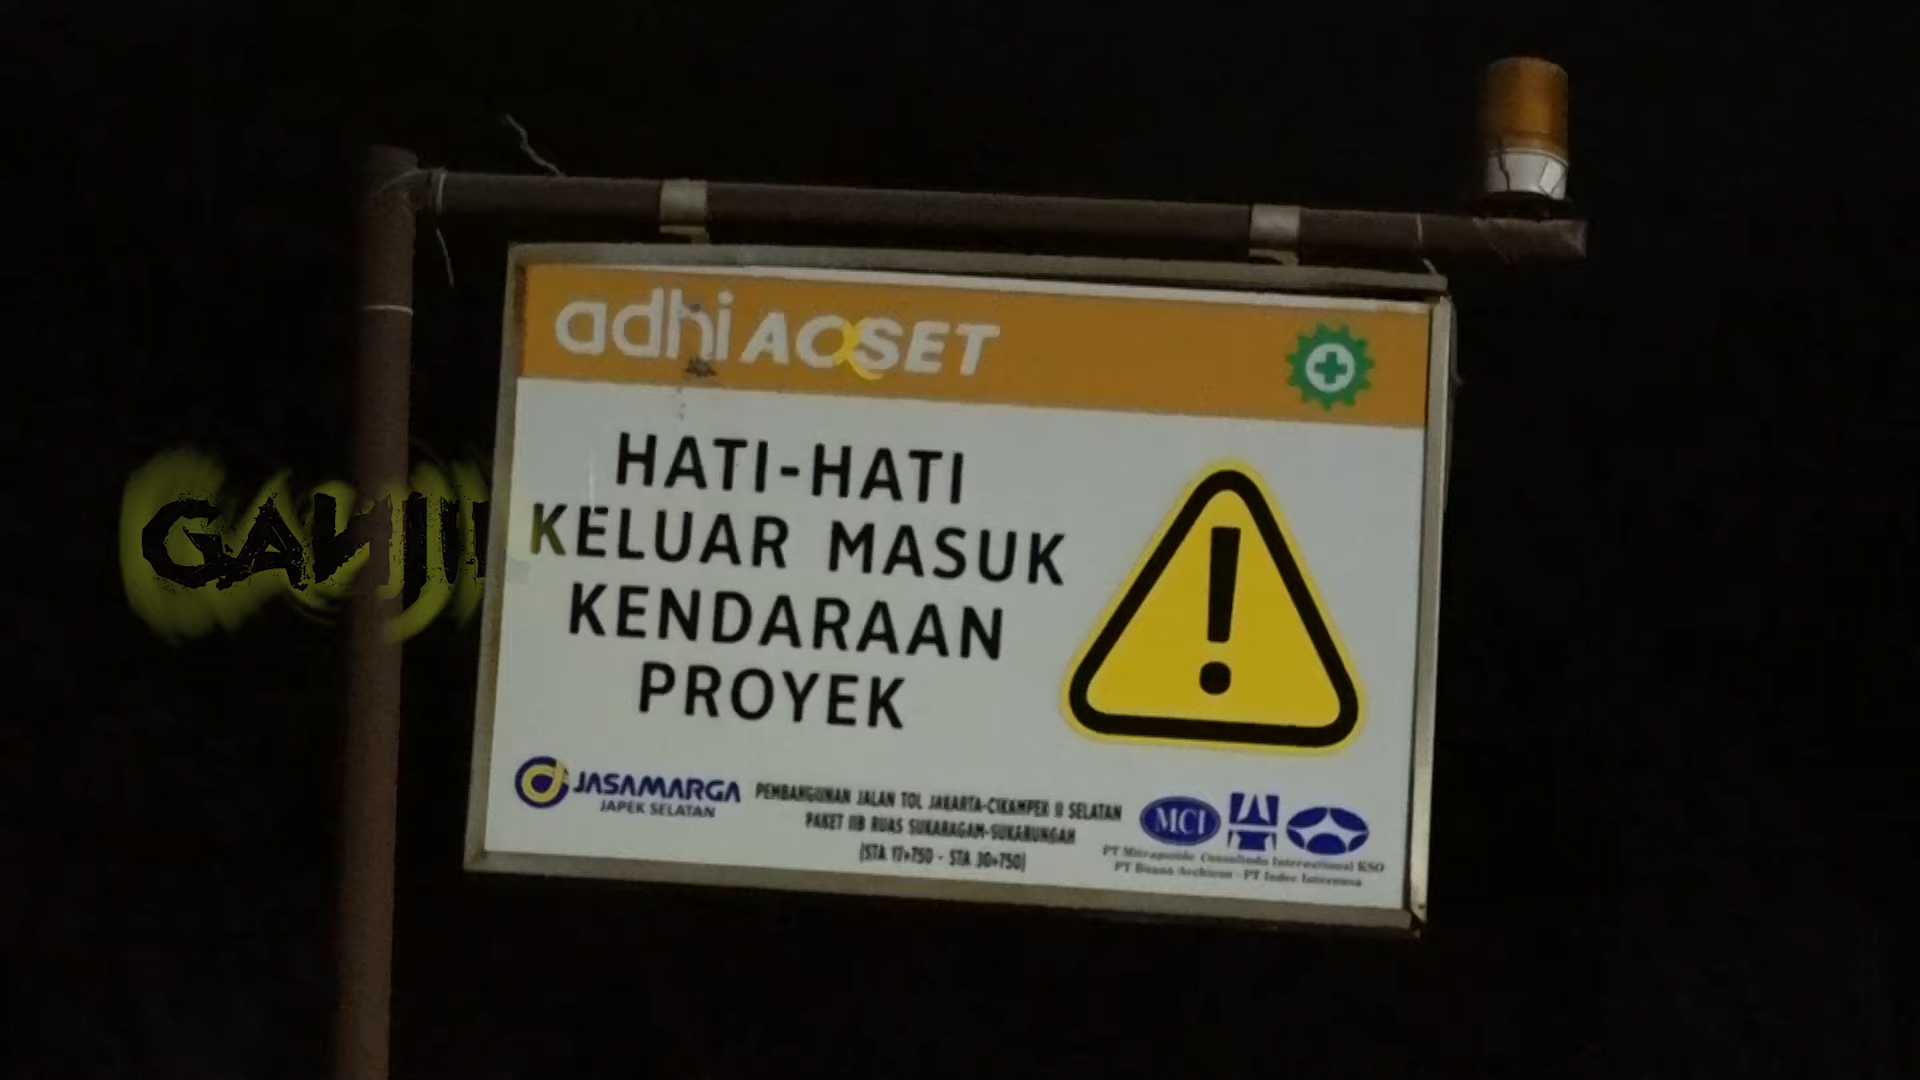 adhi ACSET
HATI-HATI
KELUAR MASUK
KENDARAAN
PROYEK
JASAMARGA
JAPEK SELATAN
PEMBANGUNAN JALAN TOL JAKARTA-CIKAMPEK II SELATAN
PAKET IIB RUAS SUKARAGAM-SUKABUNGAH
(STA 17+750 - STA 30+750)
MCI
PT Mitrapasific Consulindo International KSO
PT Buana Archicon - PT Indec Internusa